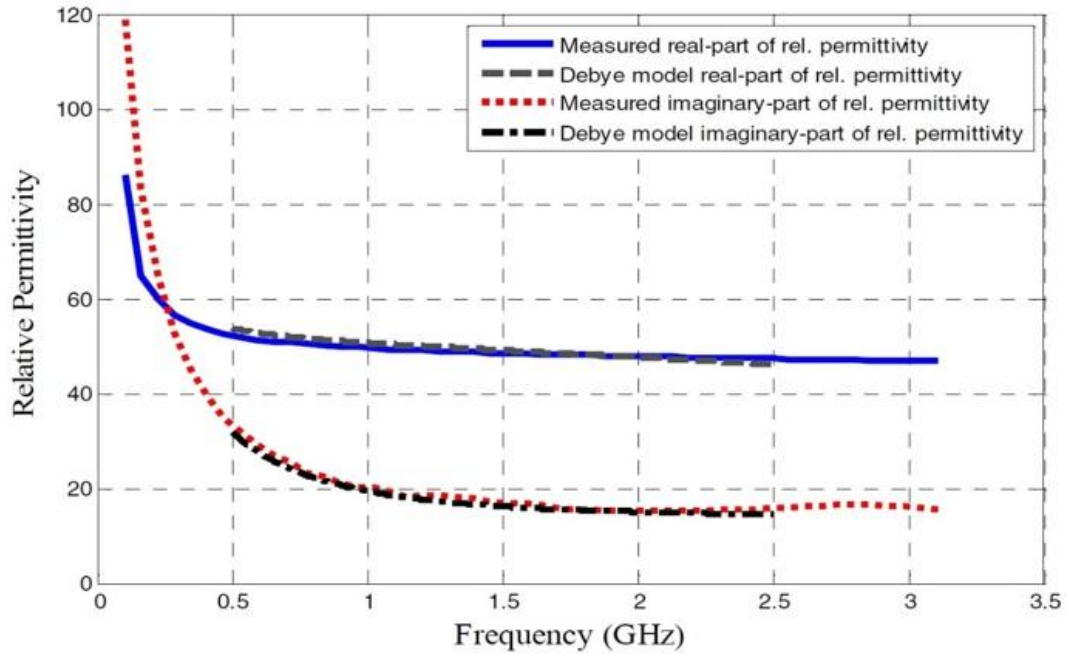 120
100
80
60
40
20
0
Relative Permittivity
Measured real-part of rel. permittivity
Debye model real-part of rel. permittivity
Measured imaginary-part of rel. permittivity
Debye model imaginary-part of rel. permittivity
0 0.5 1 1.5 2 2.5 3 3.5
Frequency (GHz)